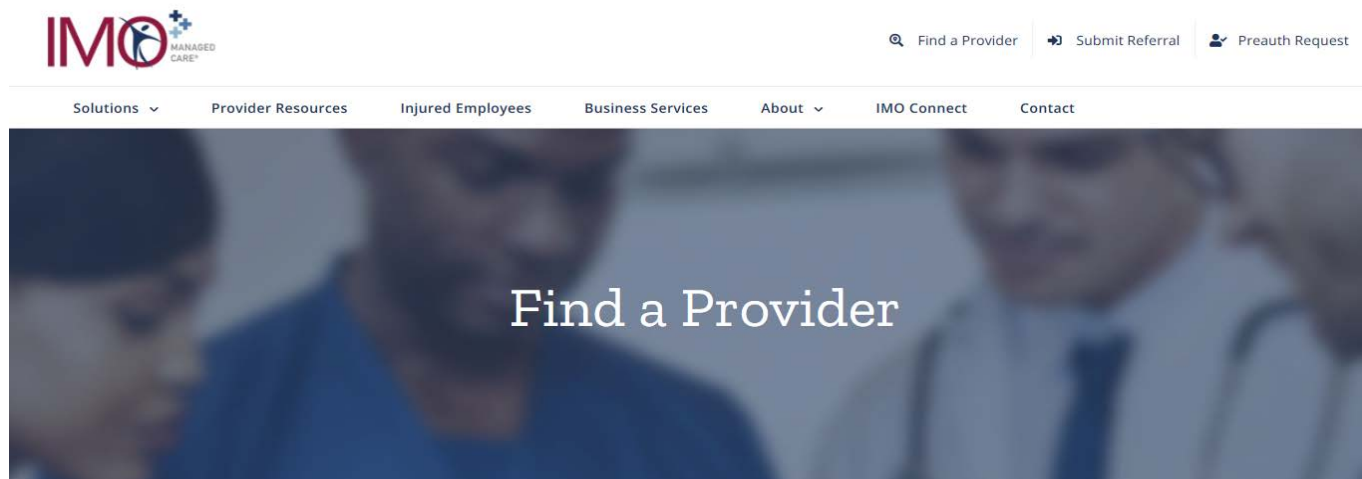 IMO MANAGED CARE®
Find a Provider Submit Referral Preauth Request
Solutions Provider Resources Injured Employees Business Services About IMO Connect Contact
Find a Provider